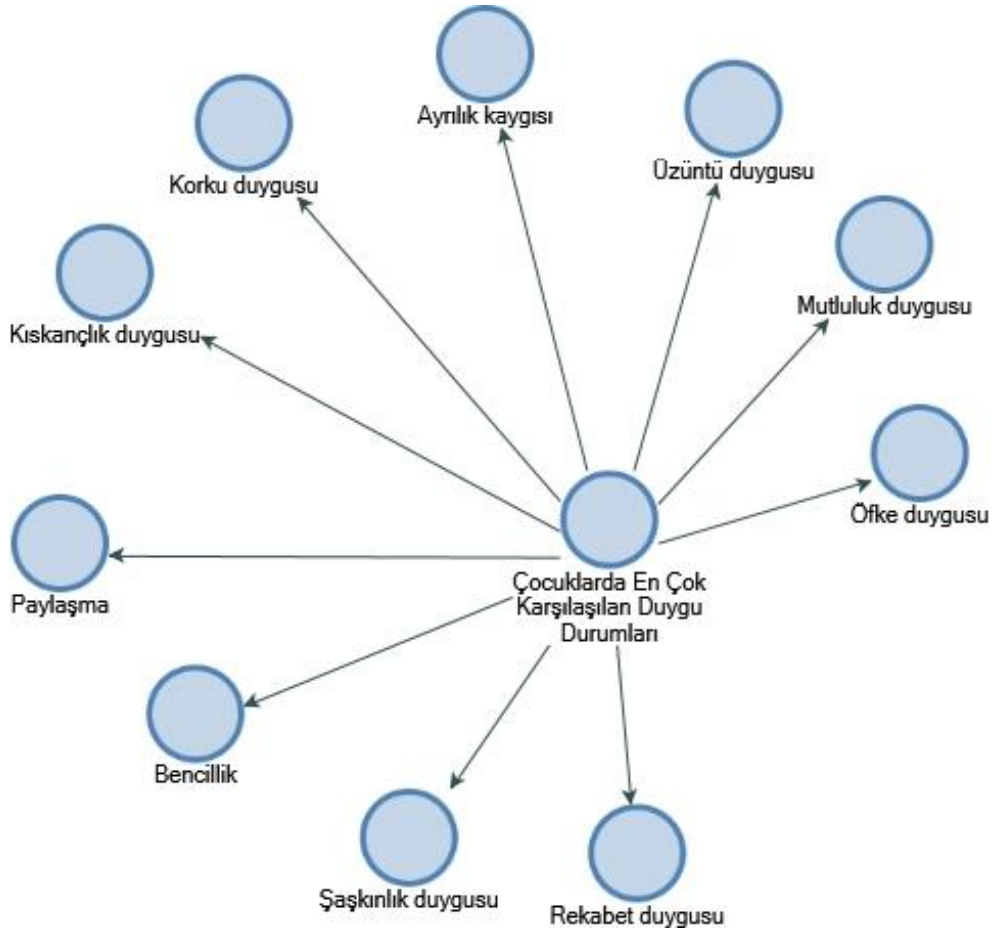 Ayrılık kaygısı
Üzüntü duygusu
Korku duygusu
Mutluluk duygusu
Kıskançlık duygusu
Öfke duygusu
Çocuklarda En Çok
Karşılaşılan Duygu
Durumları
Paylaşma
Bencillik
Şaşkınlık duygusu
Rekabet duygusu